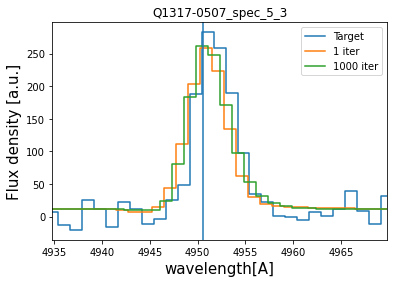 Q1317-0507_spec_5_3
Target
1 iter
1000 iter
250
200
150
100
50
0
Flux density [a.u.]
4935 4940 4945 4950 4955 4960 4965
wavelength[A]